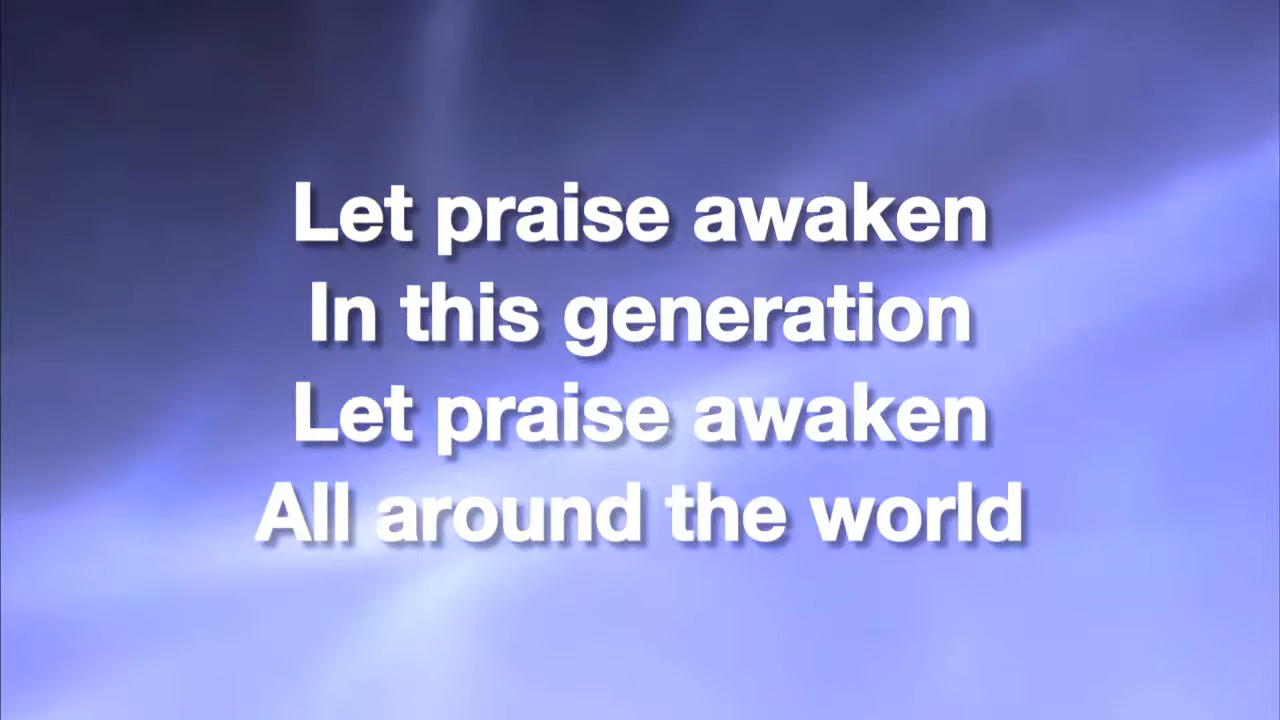 Let praise awaken
In this generation
Let praise awaken
All around the world